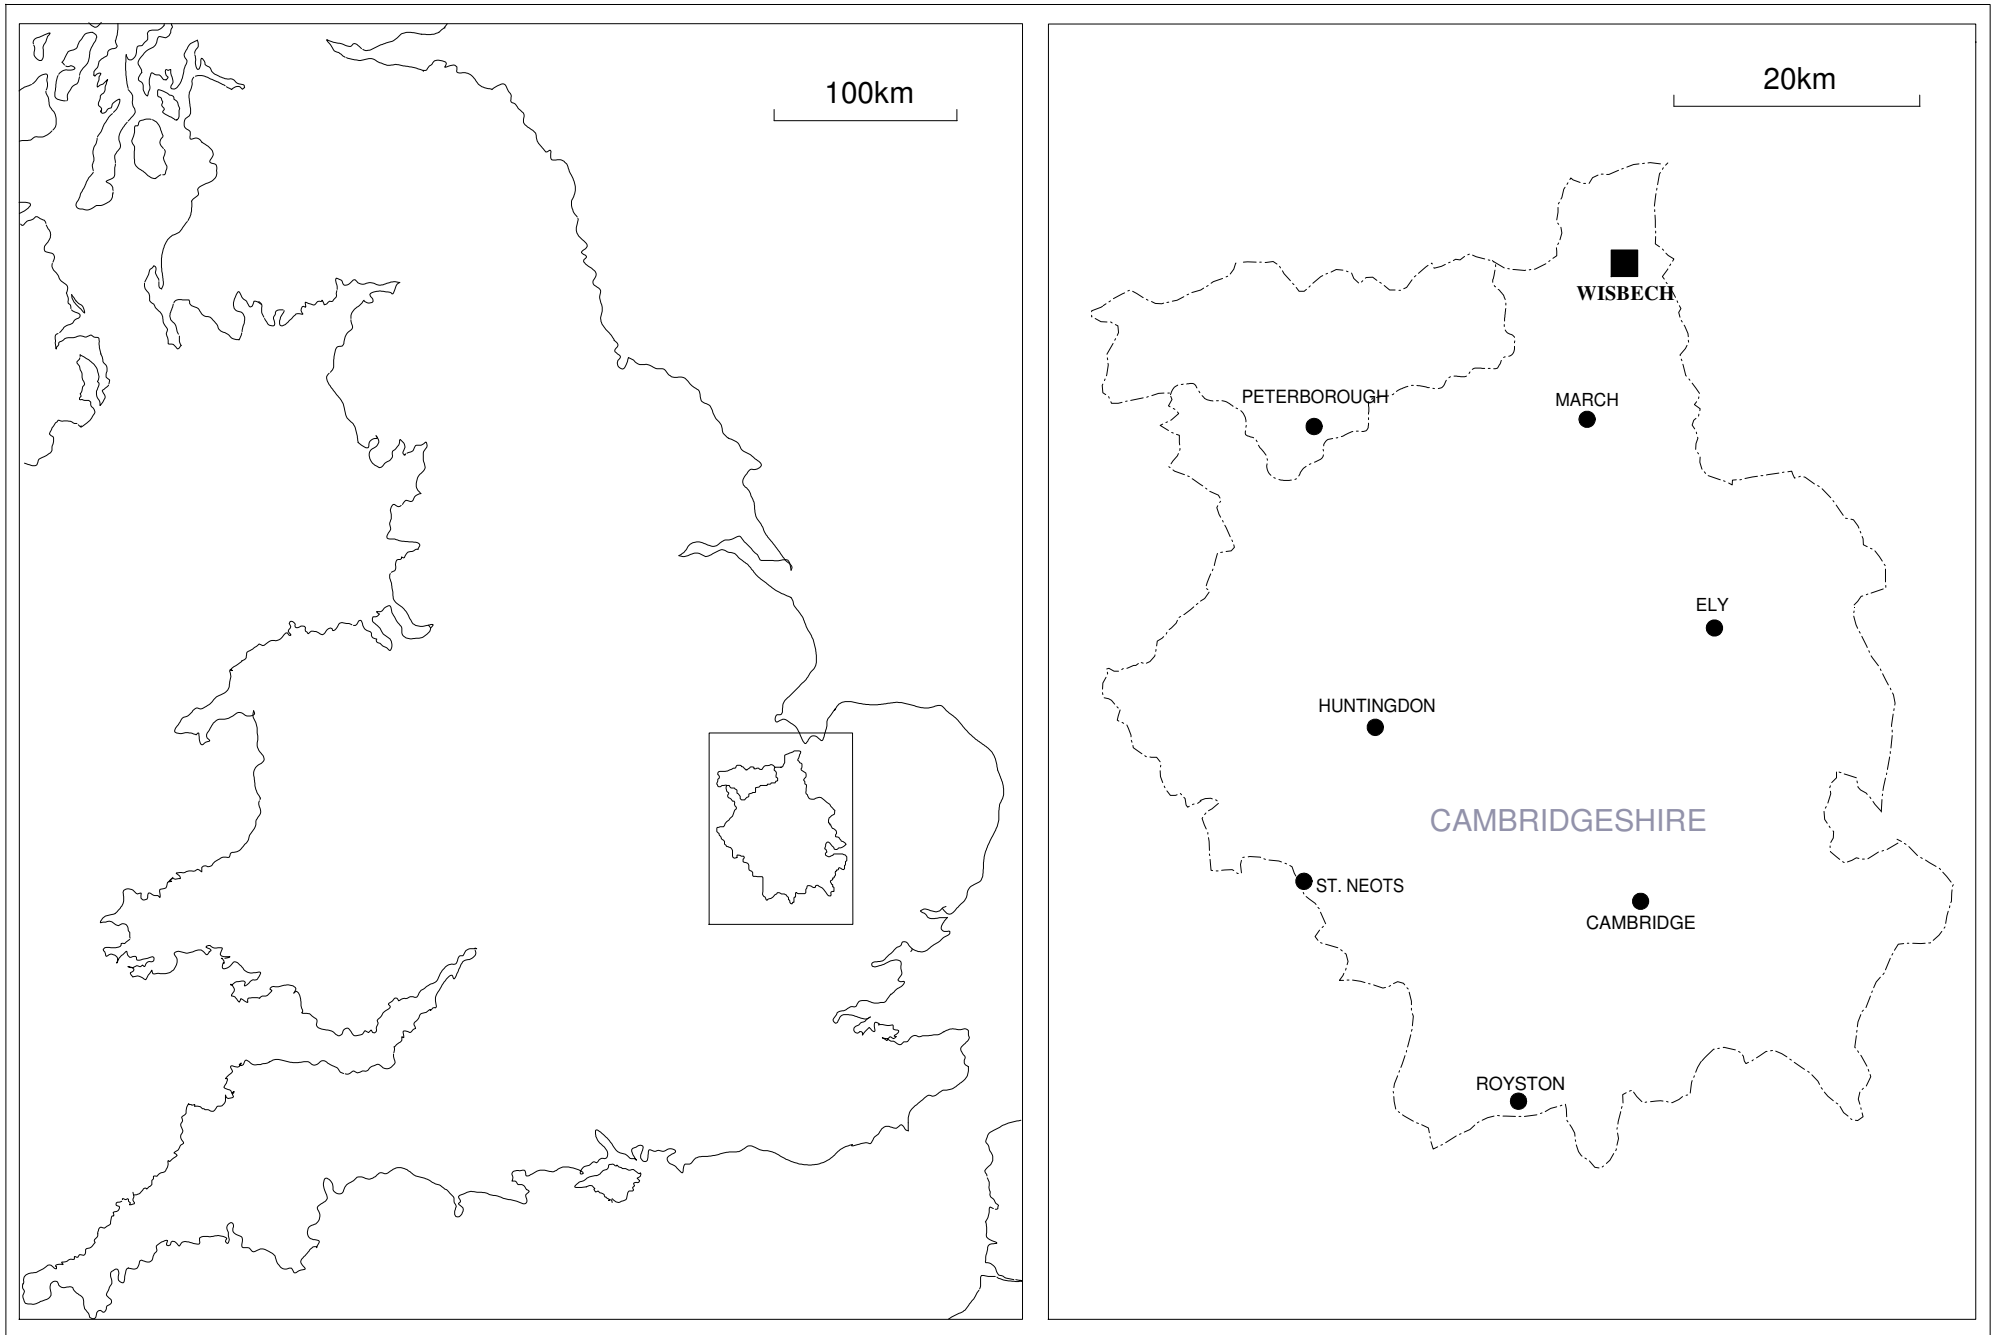 100km
20km
WISBECH
PETERBOROUGH
MARCH
ELY
HUNTINGDON
CAMBRIDGESHIRE
ST. NEOTS
CAMBRIDGE
ROYSTON